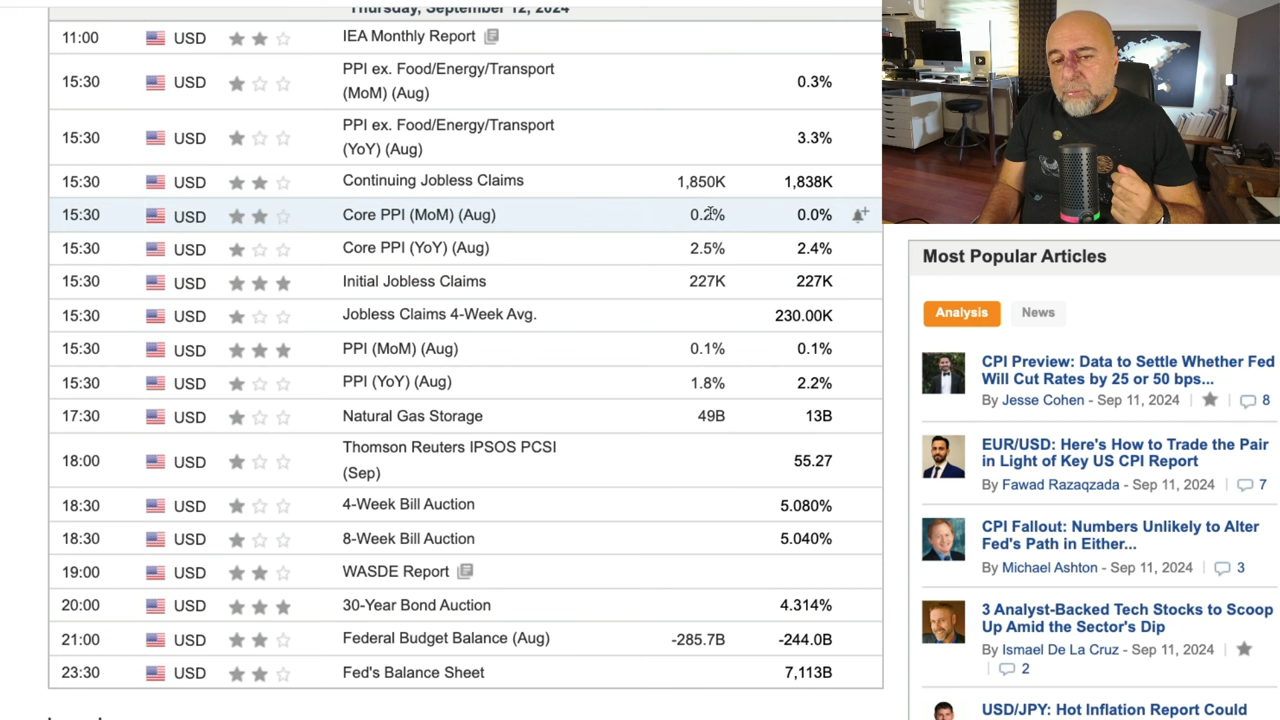 Thursday, September 12, 2024
11:00 USD IEA Monthly Report
15:30 USD PPI ex. Food/Energy/Transport (MoM) (Aug) 0.3%
15:30 USD PPI ex. Food/Energy/Transport (YoY) (Aug) 3.3%
15:30 USD Continuing Jobless Claims 1,850K 1,838K
15:30 USD Core PPI (MoM) (Aug) 0.2% 0.0%
15:30 USD Core PPI (YoY) (Aug) 2.5% 2.4%
15:30 USD Initial Jobless Claims 227K 227K
15:30 USD Jobless Claims 4-Week Avg. 230.00K
15:30 USD PPI (MoM) (Aug) 0.1% 0.1%
15:30 USD PPI (YoY) (Aug) 1.8% 2.2%
17:30 USD Natural Gas Storage 49B 13B
18:00 USD Thomson Reuters IPSOS PCSI (Sep) 55.27
18:30 USD 4-Week Bill Auction 5.080%
18:30 USD 8-Week Bill Auction 5.040%
19:00 USD WASDE Report
20:00 USD 30-Year Bond Auction 4.314%
21:00 USD Federal Budget Balance (Aug) -285.7B -244.0B
23:30 USD Fed's Balance Sheet 7,113B
Most Popular Articles
Analysis News
CPI Preview: Data to Settle Whether Fed
Will Cut Rates by 25 or 50 bps...
By Jesse Cohen - Sep 11, 2024 | 8
EUR/USD: Here's How to Trade the Pair
in Light of Key US CPI Report
By Fawad Razaqzada - Sep 11, 2024 | 7
CPI Fallout: Numbers Unlikely to Alter
Fed's Path in Either...
By Michael Ashton - Sep 11, 2024 | 3
3 Analyst-Backed Tech Stocks to Scoop
Up Amid the Sector's Dip
By Ismael De La Cruz - Sep 11, 2024 |
| 2
USD/JPY: Hot Inflation Report Could